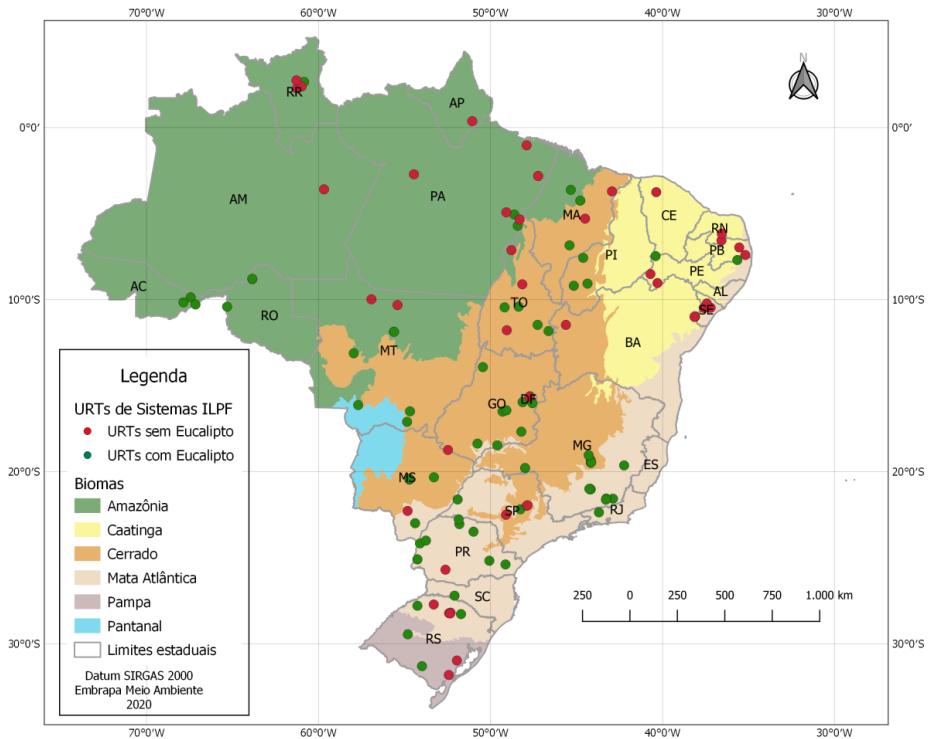 70°0'W 60°0'W 50°0'W 40°0'W 30°0'W
N
RR
AP
0°0' 0°0'
AM PA MA CE
RN
PB
PI
PE
AC AL
10°0'S 10°0'S
RO TO SE
BA
MT
Legenda
URTs de Sistemas ILPF
URTs sem Eucalipto
URTs com Eucalipto
Biomas
Amazônia
Caatinga
Cerrado
Mata Atlântica
Pampa
Pantanal
Limites estaduais
Datum SIRGAS 2000
Embrapa Meio Ambiente
2020
GO DF
MG
ES
20°0'S 20°0'S
MS
SP RJ
PR
SC
250 0 250 500 750 1.000 km
RS
30°0'S 30°0'S
70°0'W 60°0'W 50°0'W 40°0'W 30°0'W